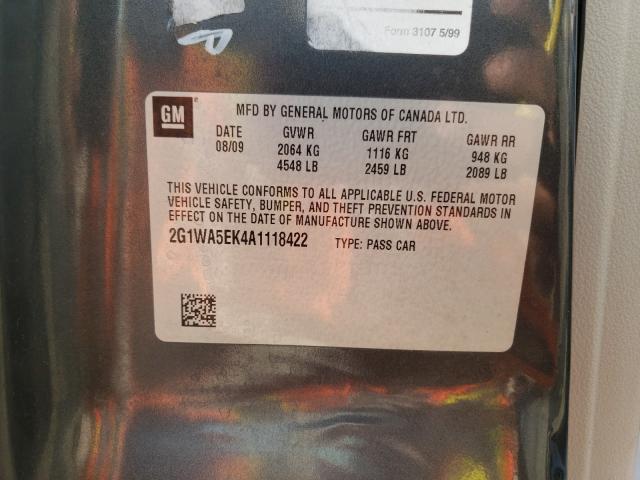 Form 3107 5/99
GM ®
MFD BY GENERAL MOTORS OF CANADA LTD.
DATE GVWR GAWR FRT GAWR RR
08/09 2064 KG 1116 KG 948 KG
4548 LB 2459 LB 2089 LB
THIS VEHICLE CONFORMS TO ALL APPLICABLE U.S. FEDERAL MOTOR
VEHICLE SAFETY, BUMPER, AND THEFT PREVENTION STANDARDS IN
EFFECT ON THE DATE OF MANUFACTURE SHOWN ABOVE.
2G1WA5EK4A1118422 TYPE: PASS CAR